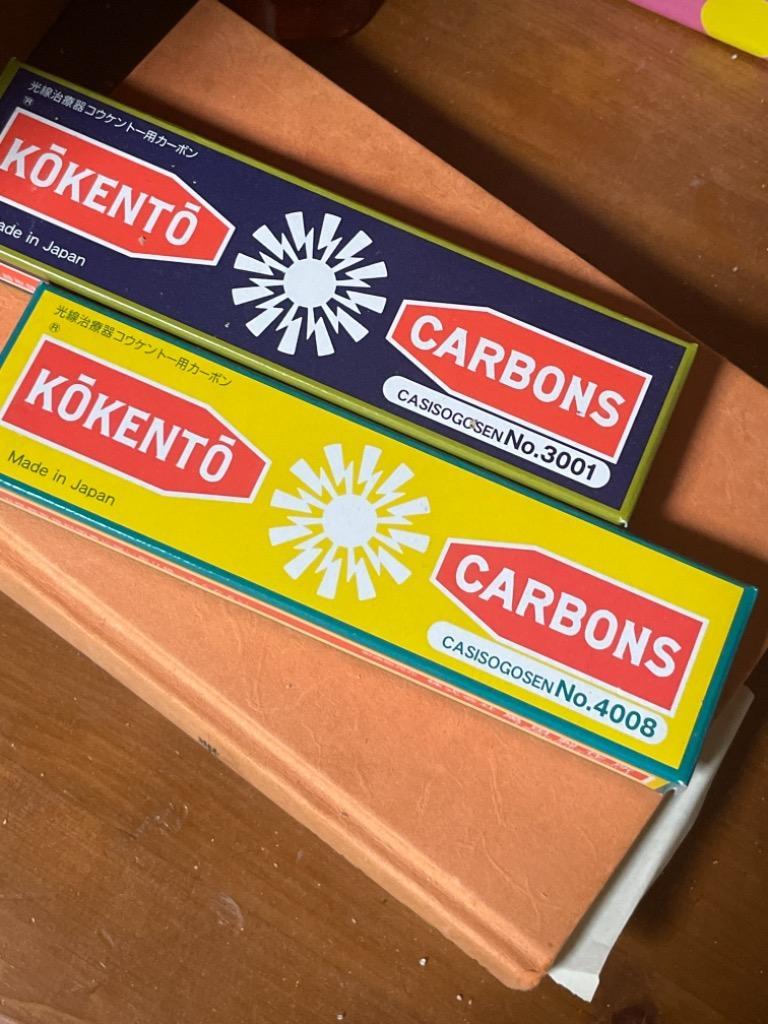 光線治療器コウケントー用カーボン
®
KŌKENTŌ
ade in Japan
CARBONS
CASISOGOSEN No.3001
光線治療器コウケントー用カーボン
®
KŌKENTŌ
Made in Japan
CARBONS
CASISOGOSEN No.4008